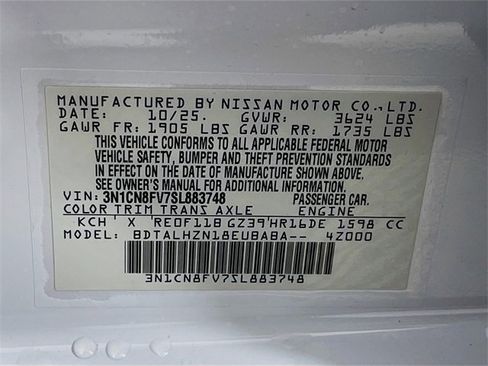 MANUFACTURED BY NISSAN MOTOR CO., LTD.
DATE: 10/25. GVWR: 3624 LBS
GAWR FR: 1905 LBS GAWR RR: 1735 LBS
THIS VEHICLE CONFORMS TO ALL APPLICABLE FEDERAL MOTOR
VEHICLE SAFETY, BUMPER AND THEFT PREVENTION STANDARDS
IN EFFECT ON THE DATE OF MANUFACTURE SHOWN ABOVE.
SEE OWNER'S MANUAL FOR ADDITIONAL INFORMATION.
VIN: 3N1CN8FV7SL883748 PASSENGER CAR
COLOR TRIM TRANS AXLE ENGINE
KCH' X 'RE0F11B GZ39'HR16DE 1598 CC
MODEL: BDTALHZN18EUBABA-- 4Z000
3N1CN8FV7SL883748